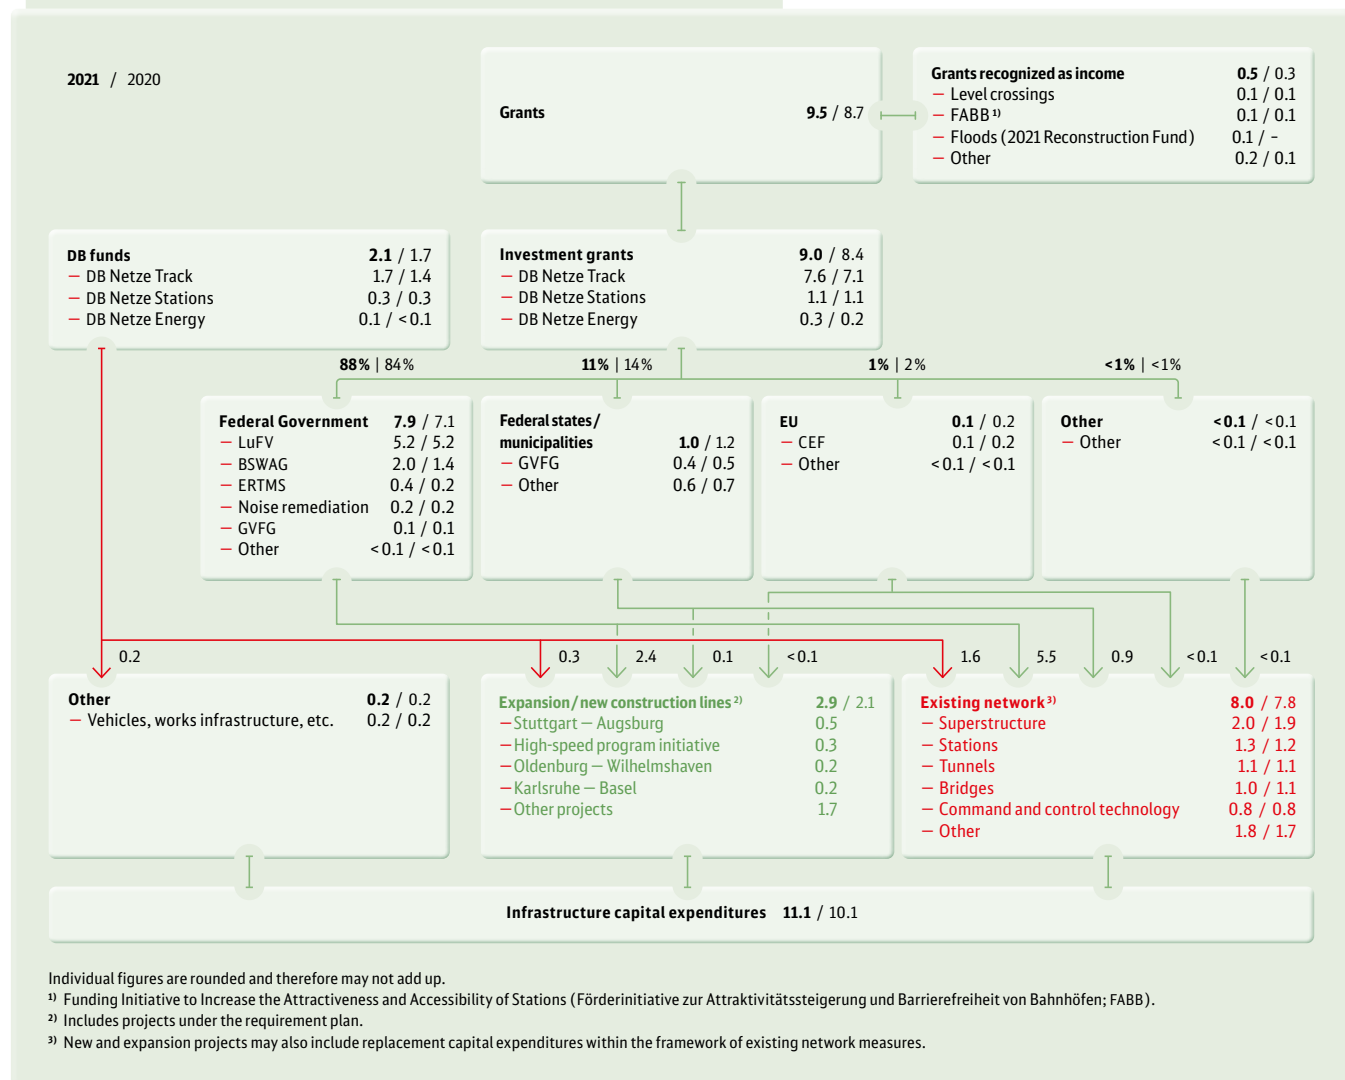 2021 / 2020
Grants 9.5 / 8.7
Grants recognized as income 0.5 / 0.3
– Level crossings 0.1 / 0.1
– FABB 1) 0.1 / 0.1
– Floods (2021 Reconstruction Fund) 0.1 / –
– Other 0.2 / 0.1
DB funds 2.1 / 1.7
– DB Netze Track 1.7 / 1.4
– DB Netze Stations 0.3 / 0.3
– DB Netze Energy 0.1 / <0.1
Investment grants 9.0 / 8.4
– DB Netze Track 7.6 / 7.1
– DB Netze Stations 1.1 / 1.1
– DB Netze Energy 0.3 / 0.2
88% | 84%
11% | 14%
1% | 2%
<1% | <1%
Federal Government 7.9 / 7.1
– LuFV 5.2 / 5.2
– BSWAG 2.0 / 1.4
– ERTMS 0.4 / 0.2
– Noise remediation 0.2 / 0.2
– GVFG 0.1 / 0.1
– Other <0.1 / <0.1
Federal states /
municipalities 1.0 / 1.2
– GVFG 0.4 / 0.5
– Other 0.6 / 0.7
EU 0.1 / 0.2
– CEF 0.1 / 0.2
– Other <0.1 / <0.1
Other <0.1 / <0.1
– Other <0.1 / <0.1
0.2
0.3
2.4
0.1
<0.1
1.6
5.5
0.9
<0.1
<0.1
Other 0.2 / 0.2
– Vehicles, works infrastructure, etc. 0.2 / 0.2
Expansion / new construction lines 2) 2.9 / 2.1
– Stuttgart — Augsburg 0.5
– High-speed program initiative 0.3
– Oldenburg — Wilhelmshaven 0.2
– Karlsruhe — Basel 0.2
– Other projects 1.7
Existing network 3) 8.0 / 7.8
– Superstructure 2.0 / 1.9
– Stations 1.3 / 1.2
– Tunnels 1.1 / 1.1
– Bridges 1.0 / 1.1
– Command and control technology 0.8 / 0.8
– Other 1.8 / 1.7
Infrastructure capital expenditures 11.1 / 10.1
Individual figures are rounded and therefore may not add up.
1) Funding Initiative to Increase the Attractiveness and Accessibility of Stations (Förderinitiative zur Attraktivitätssteigerung und Barrierefreiheit von Bahnhöfen; FABB).
2) Includes projects under the requirement plan.
3) New and expansion projects may also include replacement capital expenditures within the framework of existing network measures.